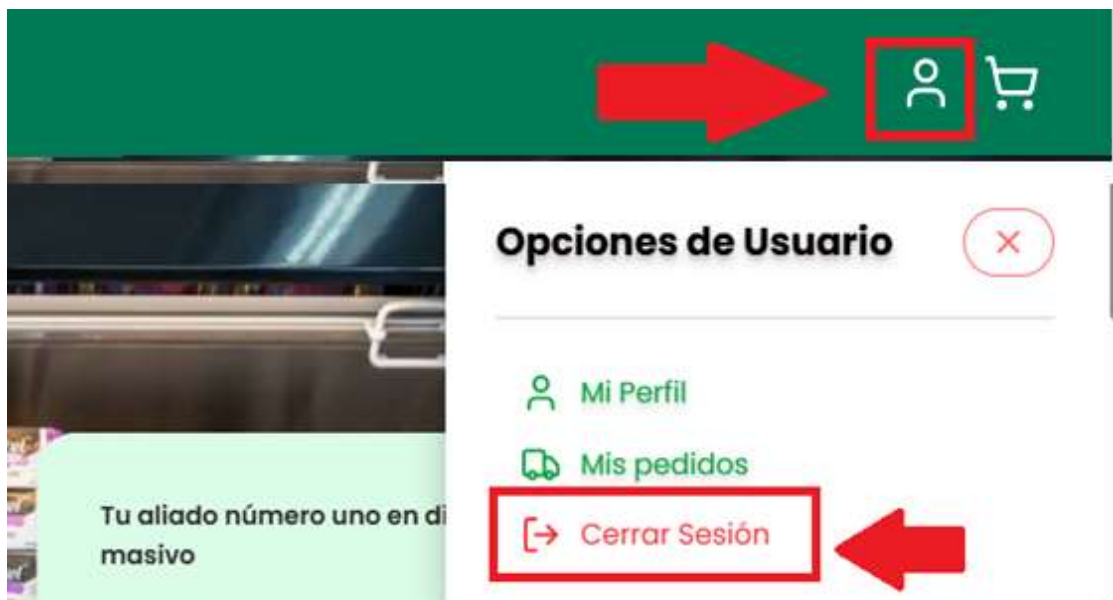 Opciones de Usuario
Mi Perfil
Mis pedidos
Cerrar Sesión
Tu aliado número uno en di
masivo